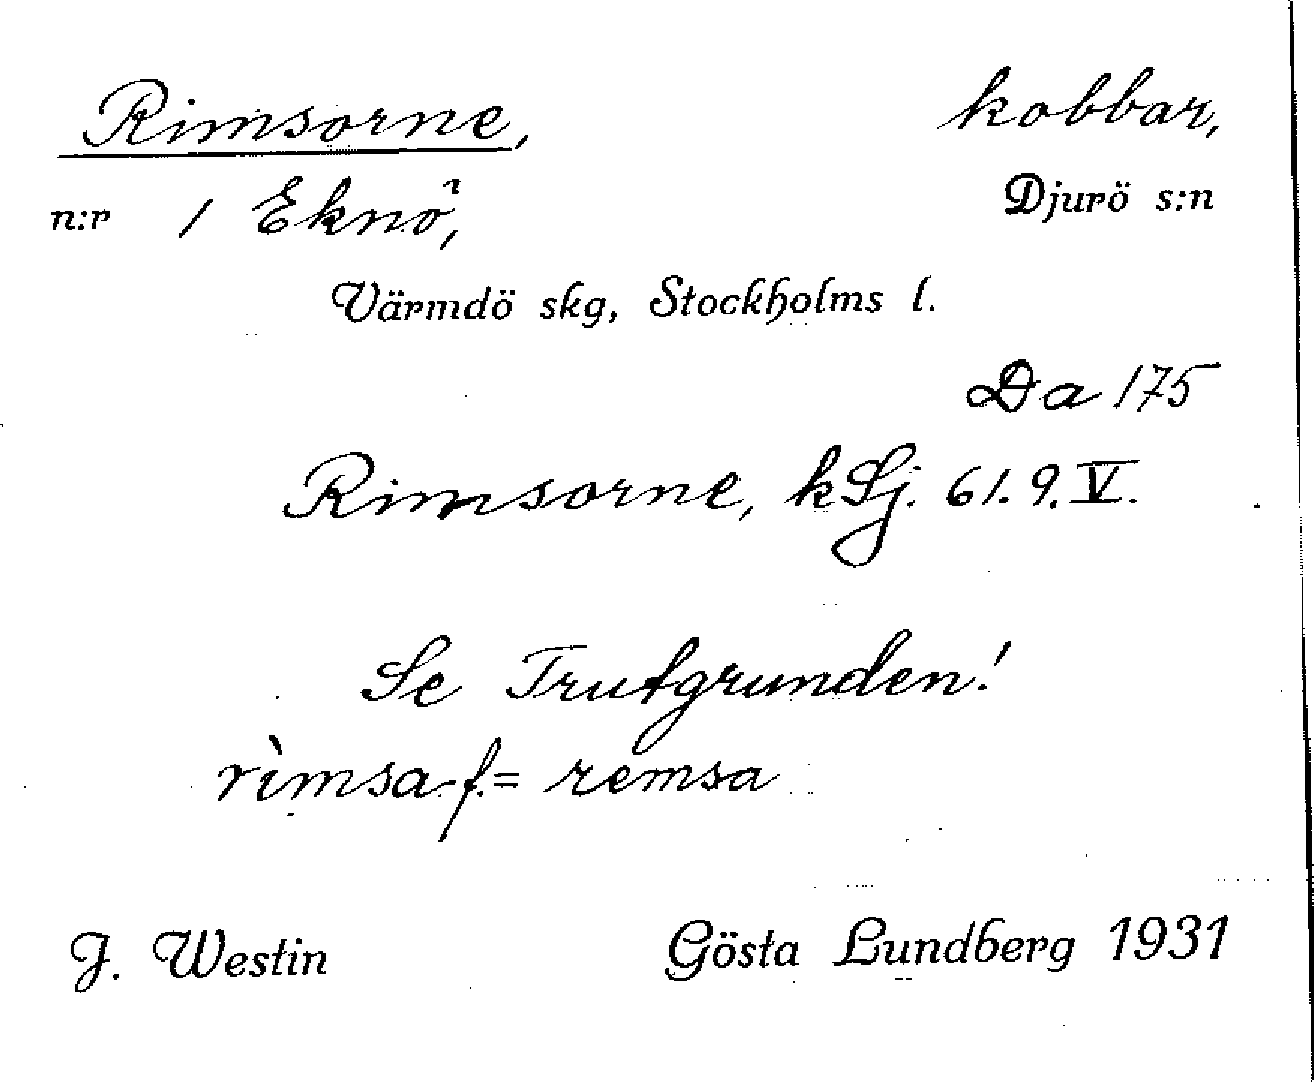 Rimsorne, kobbar,
n:r 1 Eknö, Djurö s:n
Värmdö skg, Stockholms l.
Da 175
Rimsorne, kSj. 61. 9. V.
Se Trutgrunden!
rìmsa f. = remsa
J. Westin Gösta Lundberg 1931